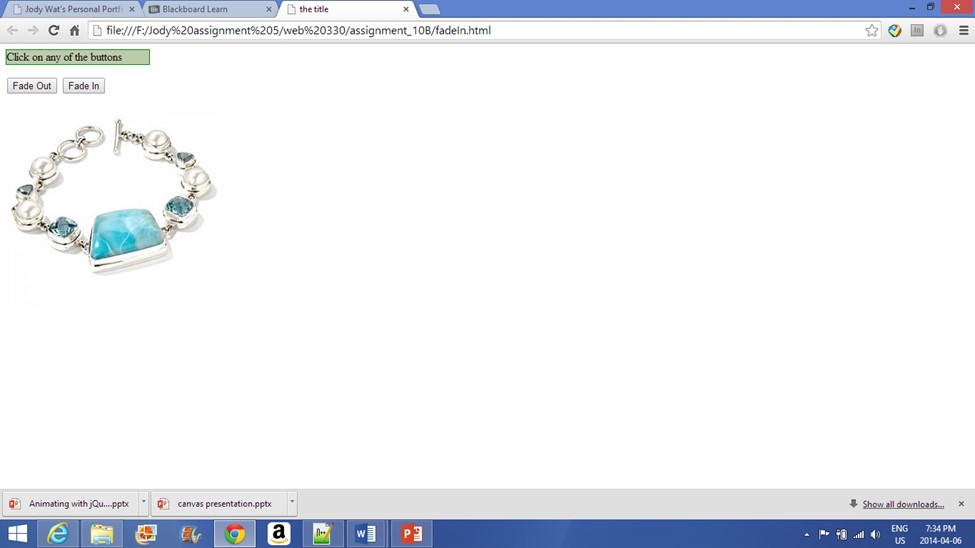 Jody Wat's Personal Portf
Bb Blackboard Learn
the title
file:///F:/Jody%20assignment%205/web%20330/assignment_10B/fadeIn.html
Click on any of the buttons
Fade Out Fade In
Animating with jQu....pptx
canvas presentation.pptx
Show all downloads...
ENG 7:34 PM
US 2014-04-06